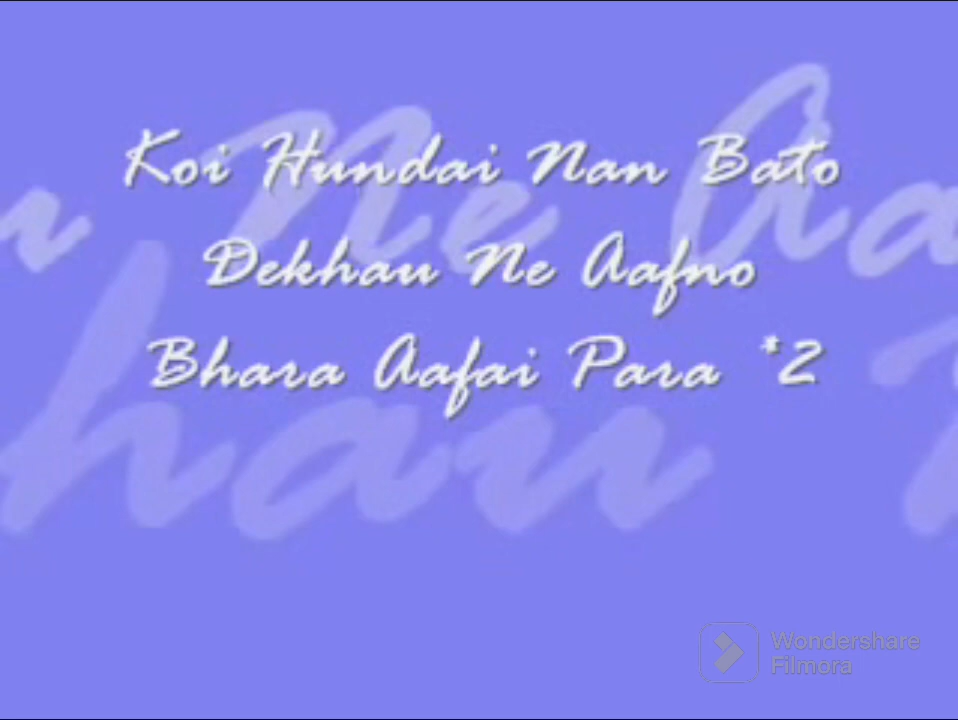 Koi Hundai Nan Bato
Dekhau Ne Aafno
Bhara Aafai Para *2
Wondershare
Filmora